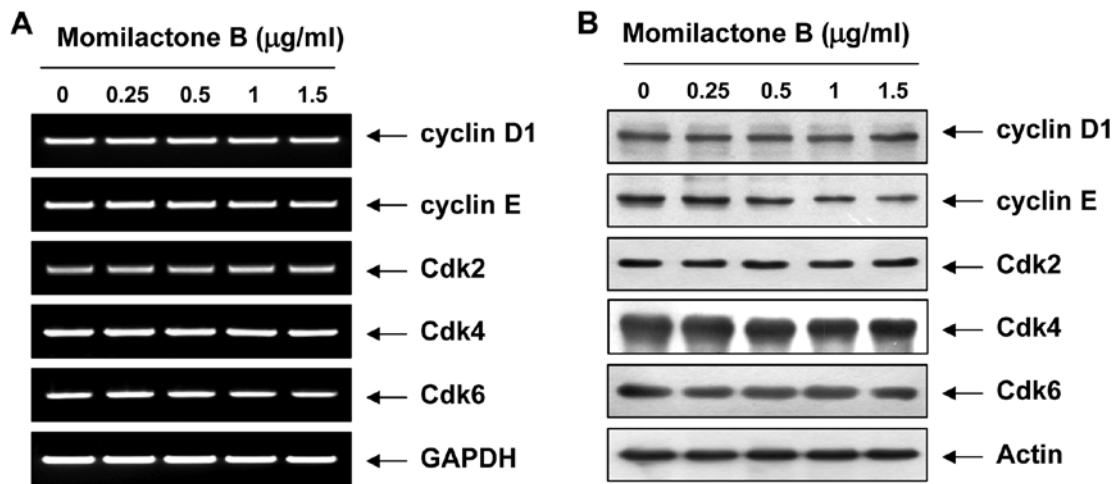 A
Momilactone B (μg/ml)
0 0.25 0.5 1 1.5
cyclin D1
cyclin E
Cdk2
Cdk4
Cdk6
GAPDH
B
Momilactone B (μg/ml)
0 0.25 0.5 1 1.5
cyclin D1
cyclin E
Cdk2
Cdk4
Cdk6
Actin